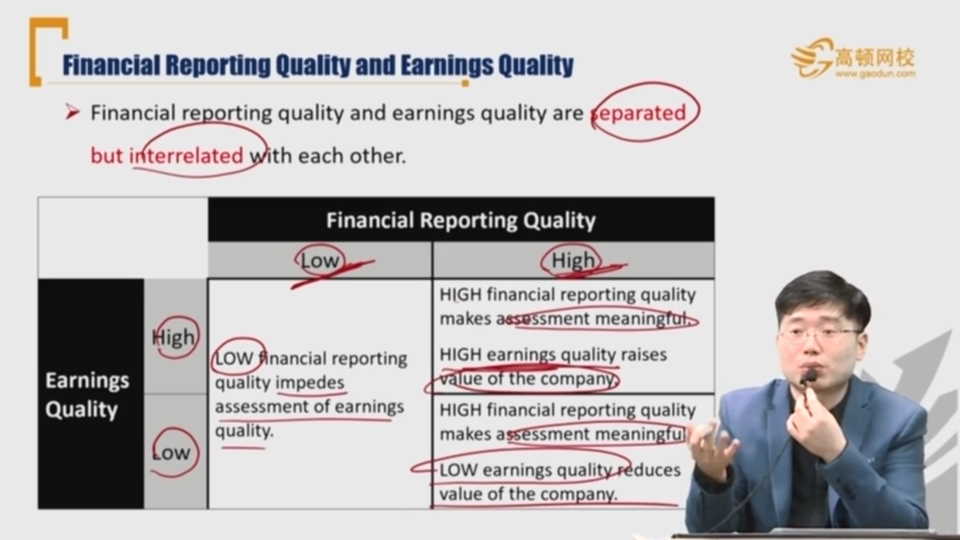 Financial Reporting Quality and Earnings Quality
高顿网校
www.gaodun.com
Financial reporting quality and earnings quality are separated
but interrelated with each other.
Financial Reporting Quality
Low
High
Earnings
Quality
High
LOW financial reporting
quality impedes
assessment of earnings
quality.
HIGH financial reporting quality
makes assessment meaningful.
HIGH earnings quality raises
value of the company.
Low
HIGH financial reporting quality
makes assessment meaningful
LOW earnings quality reduces
value of the company.